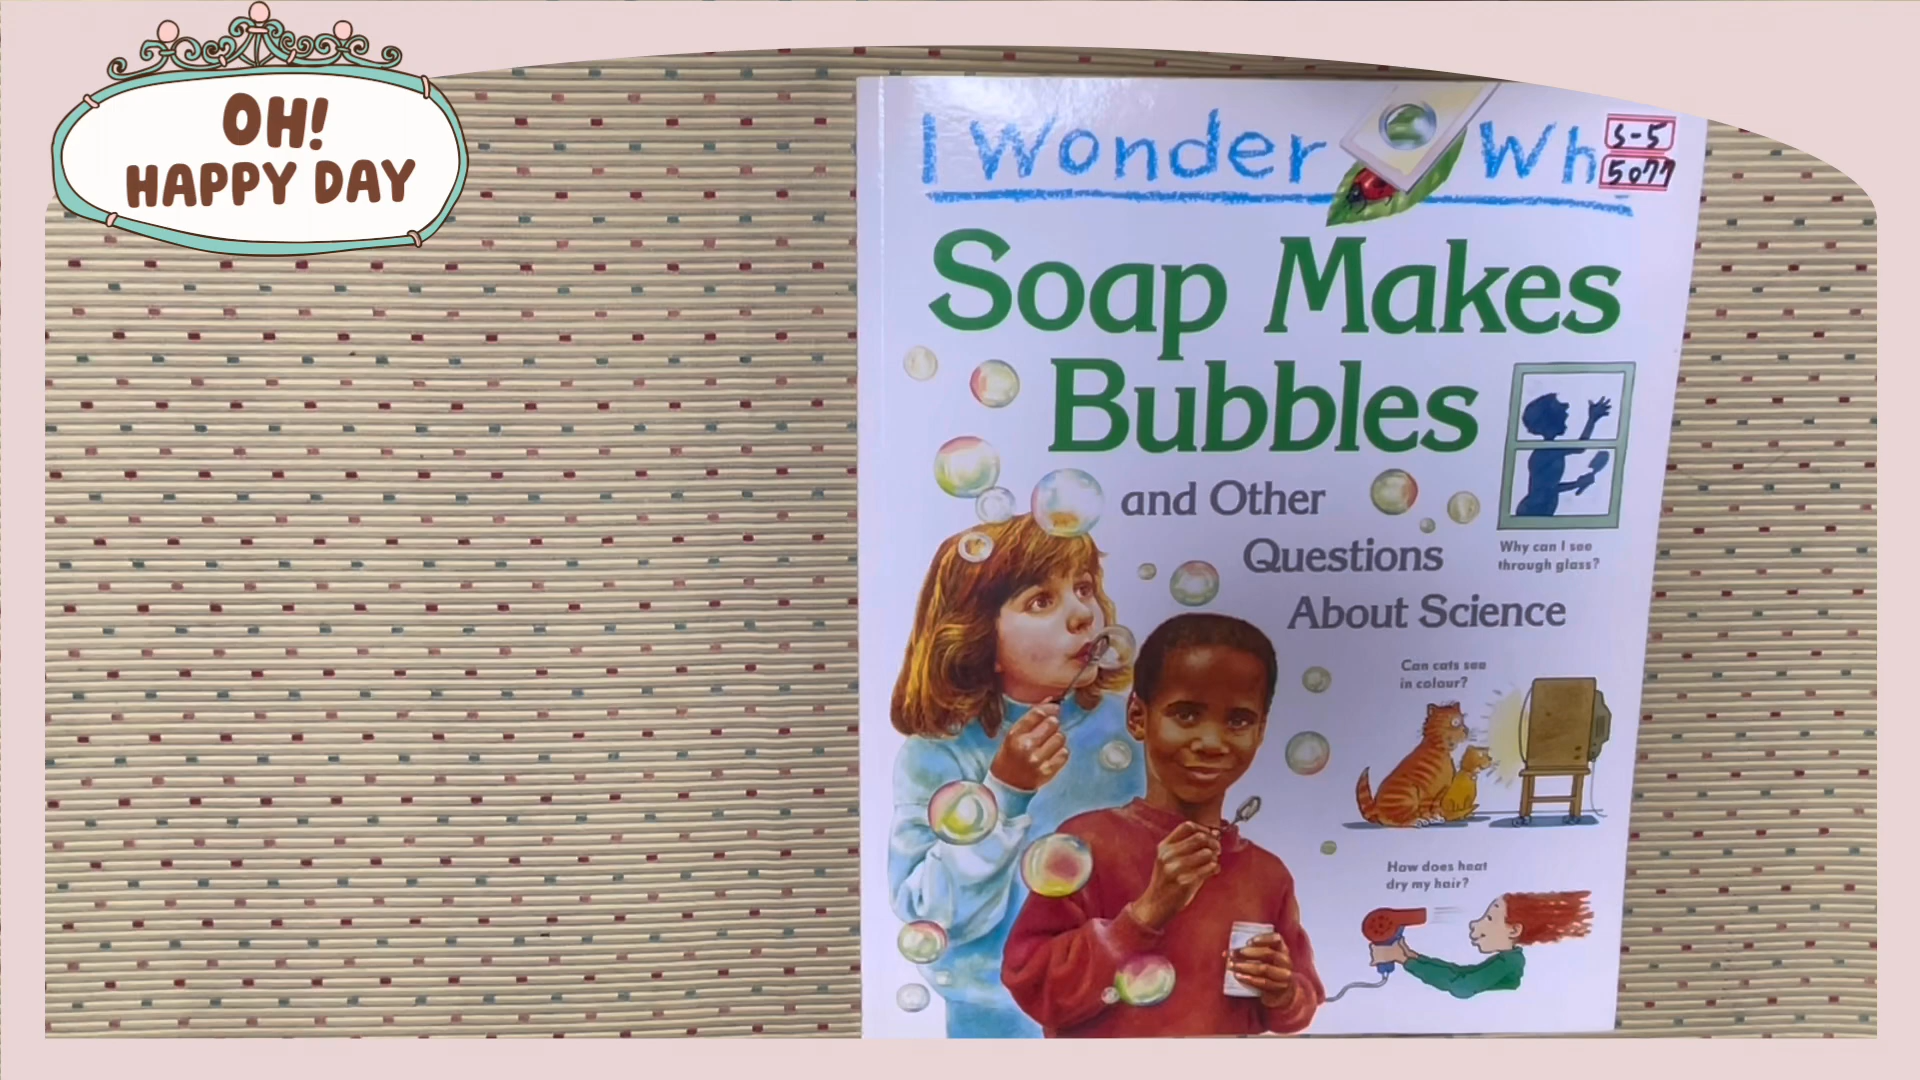 OH!
HAPPY DAY
I Wonder Wh
S-5
5077
Soap Makes
Bubbles
and Other
Questions
About Science
Why can I see
through glass?
Can cats see
in colour?
How does heat
dry my hair?